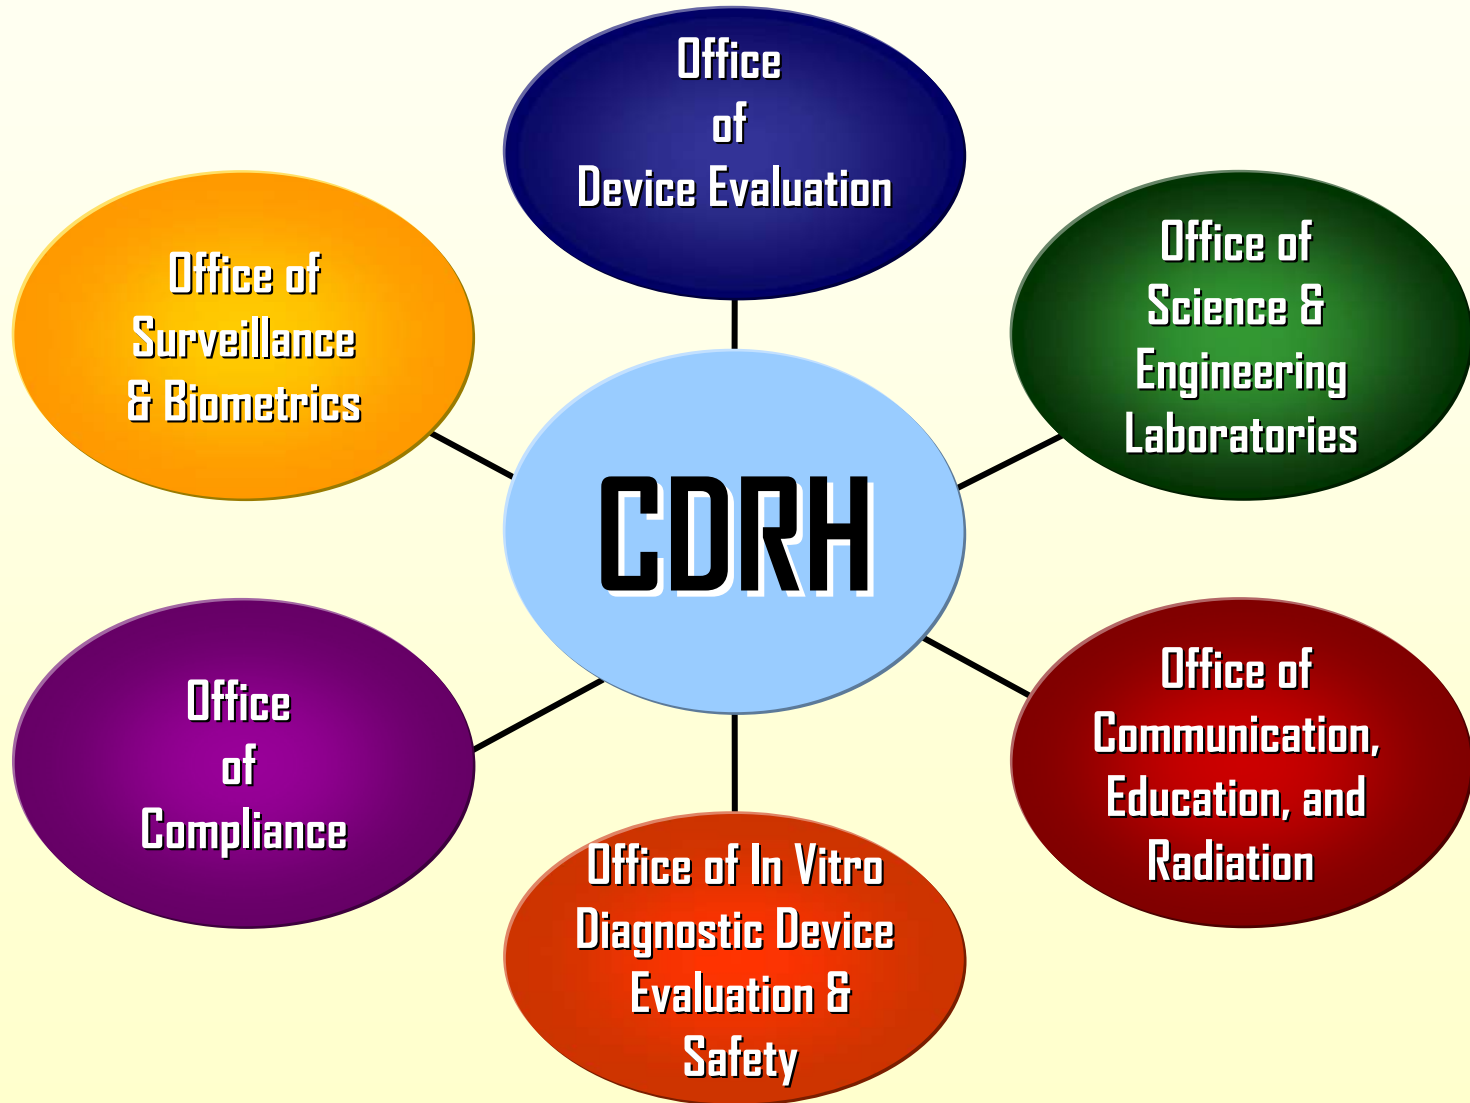 Office
of
Device Evaluation
Office of
Surveillance
& Biometrics
Office of
Science &
Engineering
Laboratories
CDRH
Office
of
Compliance
Office of
Communication,
Education, and
Radiation
Office of In Vitro
Diagnostic Device
Evaluation &
Safety